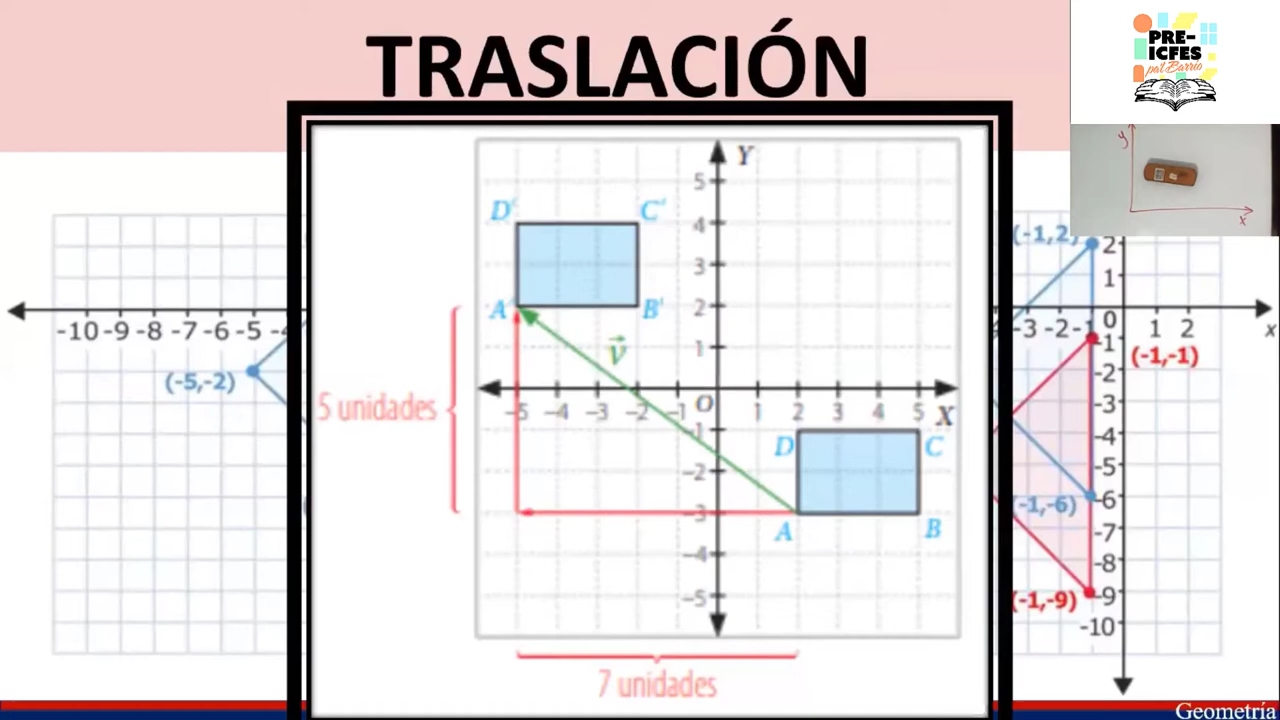 TRASLACIÓN
PRE-
ICFES
pal Barrio
y
x
Y
5
4
3
2
1
-1
-2
-3
-4
-5
D' C'
A' B'
v
-5 -4 -3 -2 -1 O 1 2 3 4 5 X
D C
A B
5 unidades
7 unidades
-10 -9 -8 -7 -6 -5 -4
(-5,-2)
(-1,2)
2
1
0
-3 -2 -1 1 2 x
-1
(-1,-1)
-2
-3
-4
-5
-6
(-1,-6)
-7
-8
-9
(-1,-9)
-10
Geometría